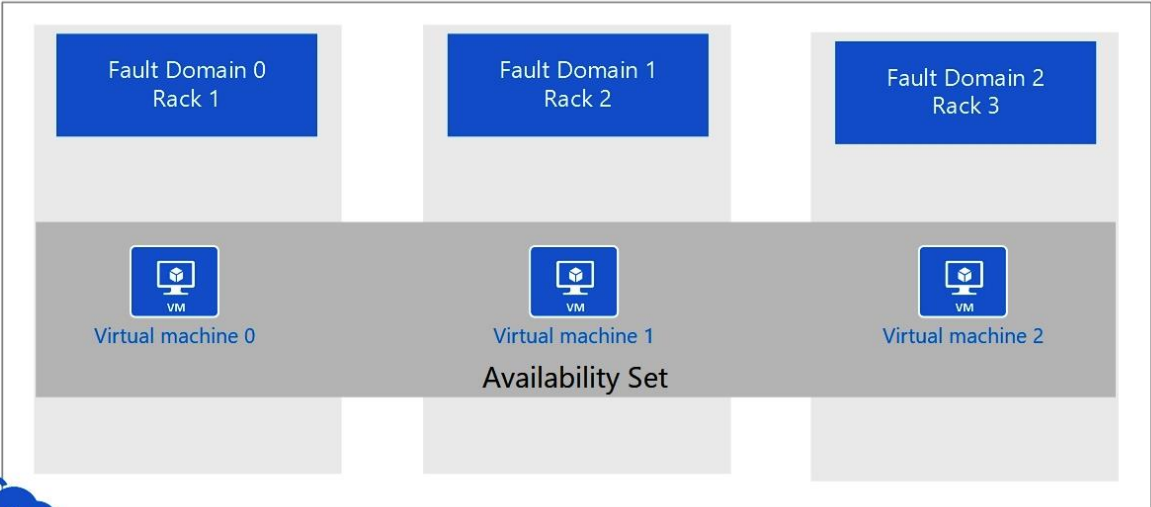 Fault Domain 0
Rack 1
Fault Domain 1
Rack 2
Fault Domain 2
Rack 3
VM
Virtual machine 0
VM
Virtual machine 1
VM
Virtual machine 2
Availability Set